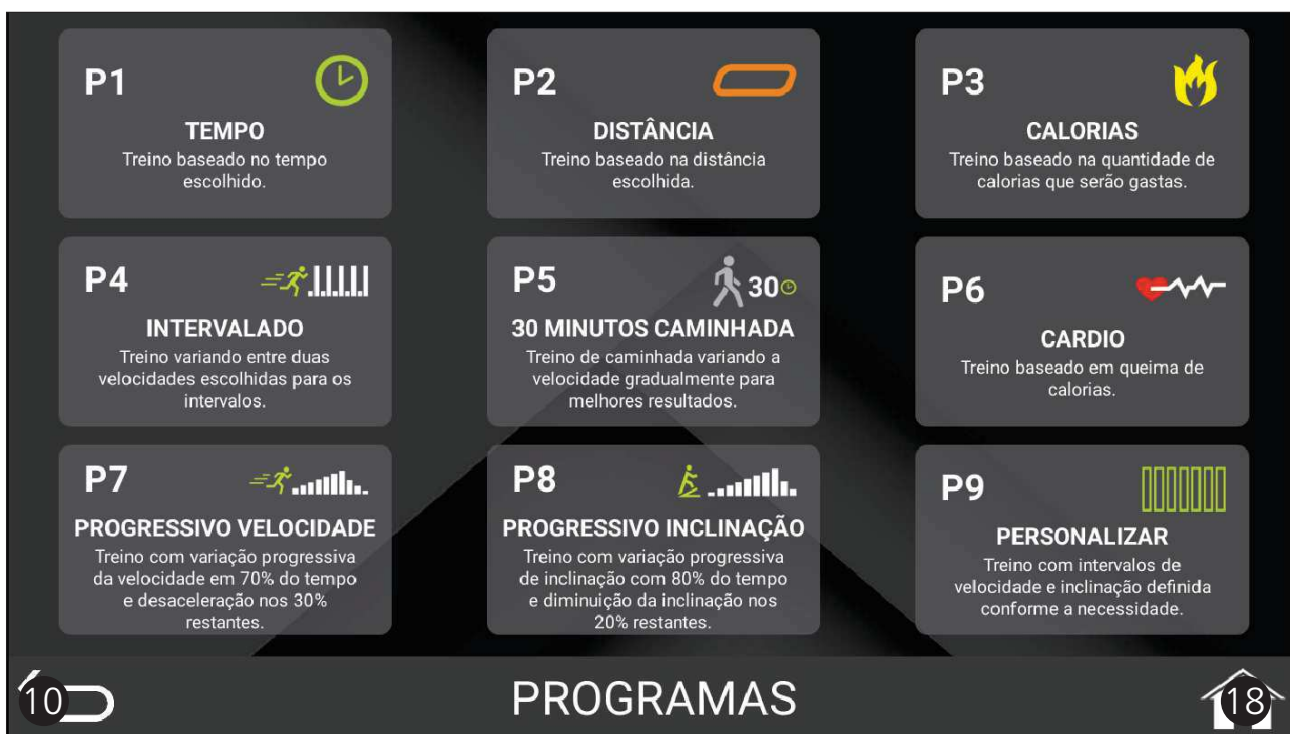 P1
TEMPO
Treino baseado no tempo
escolhido.
P2
DISTÂNCIA
Treino baseado na distância
escolhida.
P3
CALORIAS
Treino baseado na quantidade de
calorias que serão gastas.
P4
INTERVALADO
Treino variando entre duas
velocidades escolhidas para os
intervalos.
P5
30
30 MINUTOS CAMINHADA
Treino de caminhada variando a
velocidade gradualmente para
melhores resultados.
P6
CARDIO
Treino baseado em queima de
calorias.
P7
PROGRESSIVO VELOCIDADE
Treino com variação progressiva
da velocidade em 70% do tempo
e desaceleração nos 30%
restantes.
P8
PROGRESSIVO INCLINAÇÃO
Treino com variação progressiva
de inclinação com 80% do tempo
e diminuição da inclinação nos
20% restantes.
P9
PERSONALIZAR
Treino com intervalos de
velocidade e inclinação definida
conforme a necessidade.
10
PROGRAMAS
18